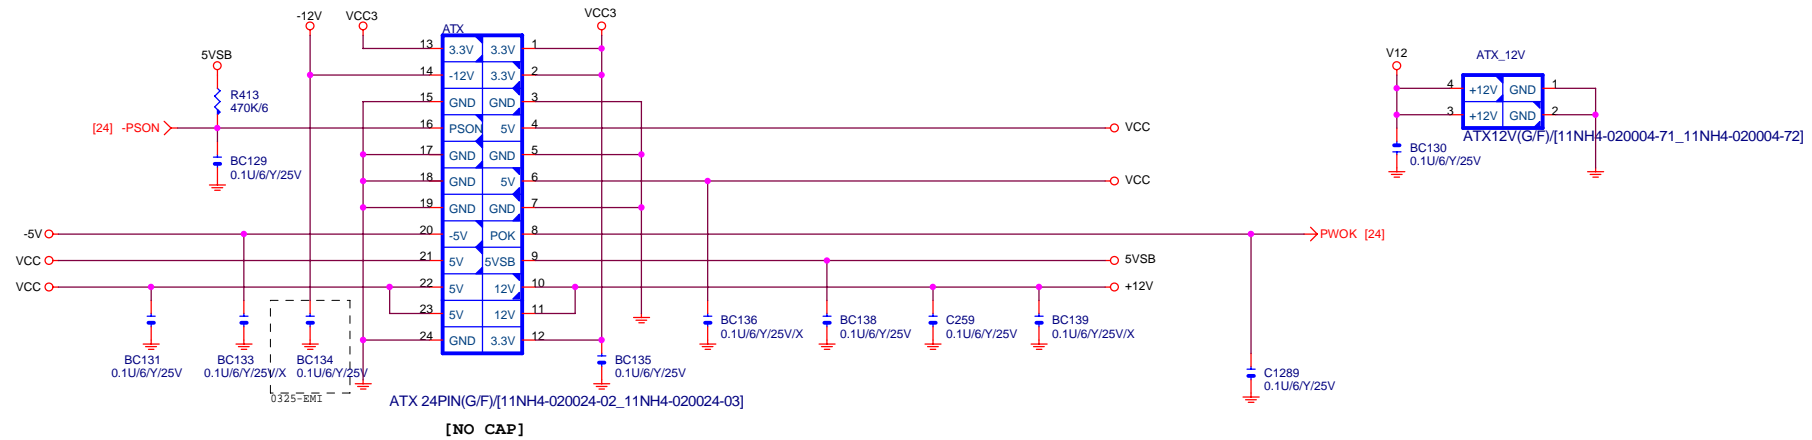 -12V
VCC3
VCC3
ATX
5VSB
R413
470K/6
[24] -PSON
BC129
0.1U/6/Y/25V
13 3.3V 3.3V 1
14 -12V 3.3V 2
15 GND GND 3
16 PSON 5V 4
17 GND GND 5
18 GND 5V 6
19 GND GND 7
20 -5V POK 8
21 5V 5VSB 9
22 5V 12V 10
23 5V 12V 11
24 GND 3.3V 12
-5V
VCC
VCC
VCC
VCC
PWOK [24]
5VSB
+12V
BC131
0.1U/6/Y/25V
BC133
0.1U/6/Y/25V/X
BC134
0.1U/6/Y/25V
0325-EMI
BC135
0.1U/6/Y/25V
BC136
0.1U/6/Y/25V/X
BC138
0.1U/6/Y/25V
C259
0.1U/6/Y/25V
BC139
0.1U/6/Y/25V/X
C1289
0.1U/6/Y/25V
ATX 24PIN(G/F)/[11NH4-020024-02_11NH4-020024-03]
[NO CAP]
V12
ATX_12V
4 +12V GND 1
3 +12V GND 2
ATX12V(G/F)/[11NH4-020004-71_11NH4-020004-72]
BC130
0.1U/6/Y/25V